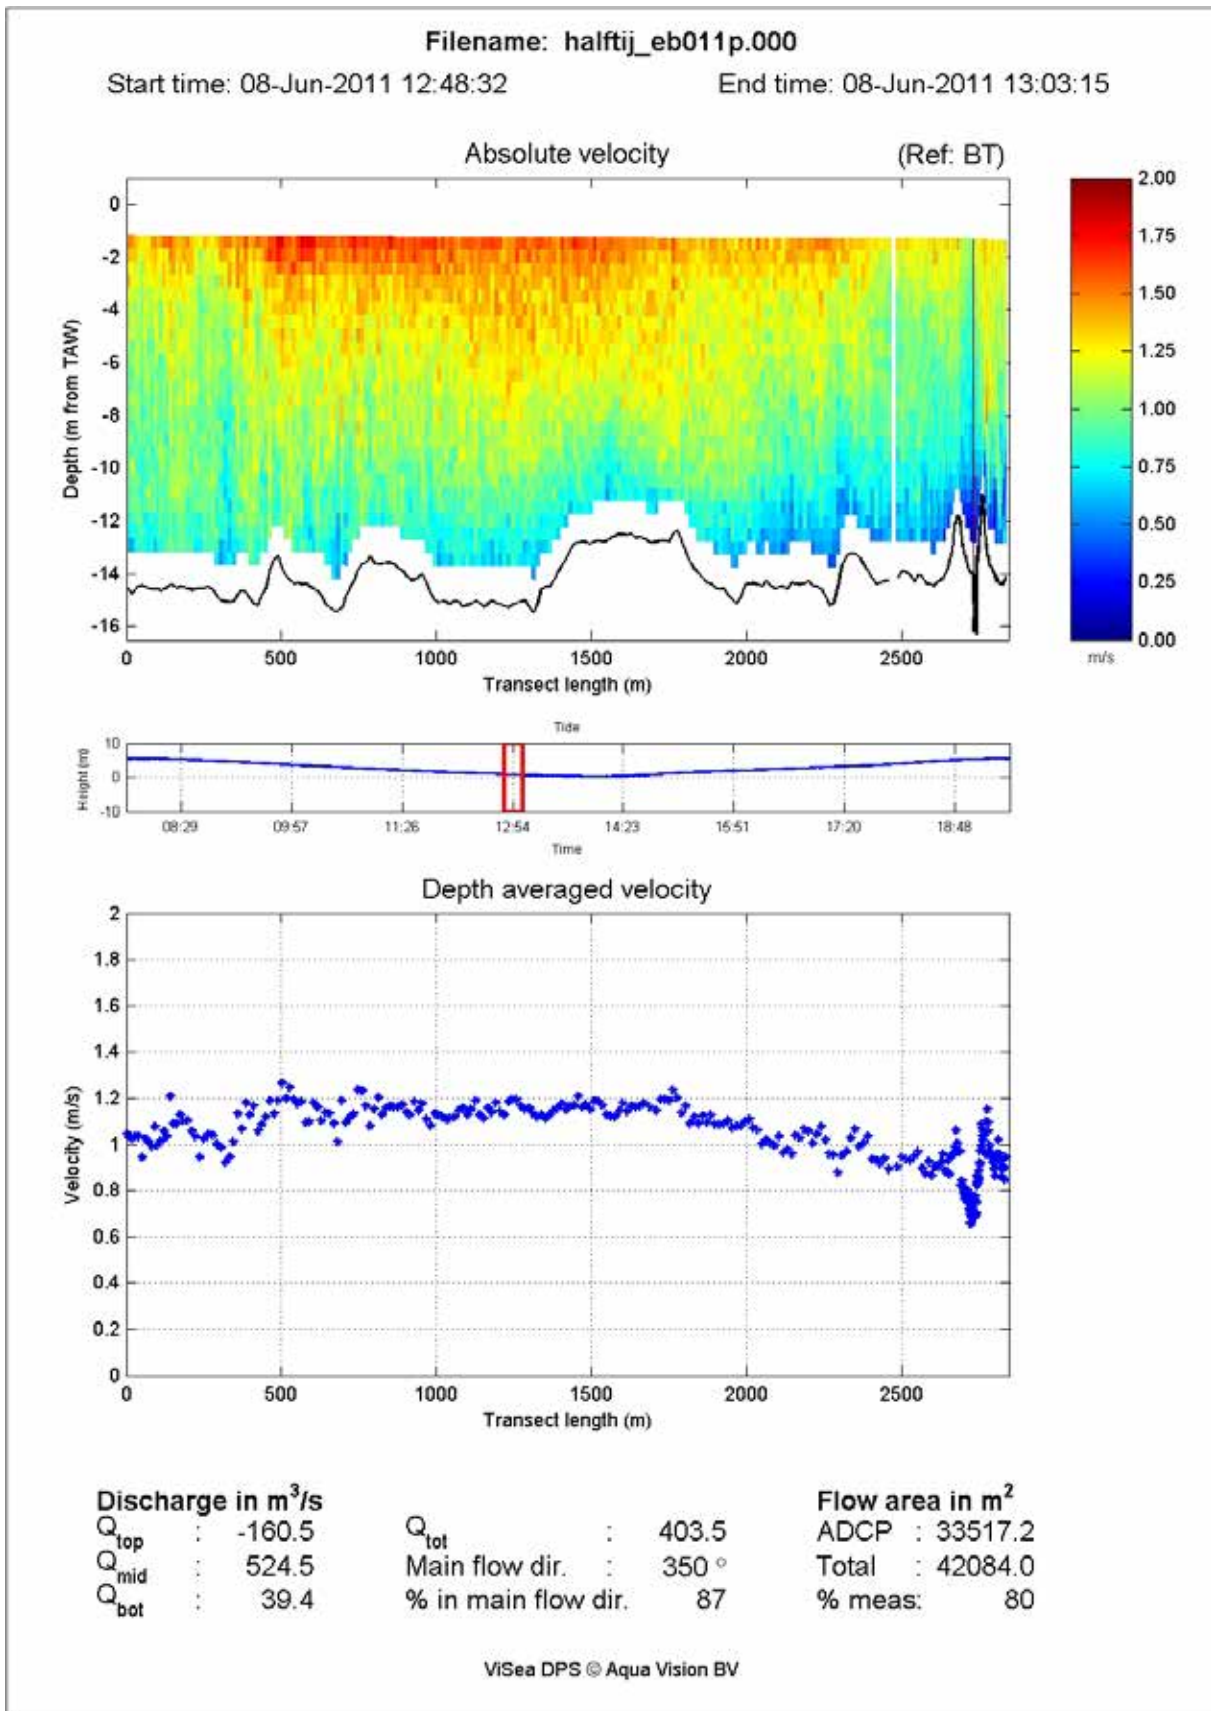 Filename: halftij_eb011p.000
Start time: 08-Jun-2011 12:48:32 End time: 08-Jun-2011 13:03:15
Absolute velocity (Ref: BT)
0
-2
-4
-6
-8
-10
-12
-14
-16
Depth (m from TAW)
0 500 1000 1500 2000 2500
Transect length (m)
2.00
1.75
1.50
1.25
1.00
0.75
0.50
0.25
0.00
m/s
Tide
10
0
-10
Height (m)
08:29 09:57 11:26 12:54 14:23 15:51 17:20 18:48
Time
Depth averaged velocity
2
1.8
1.6
1.4
1.2
1
0.8
0.6
0.4
0.2
0
Velocity (m/s)
0 500 1000 1500 2000 2500
Transect length (m)
Discharge in m³/s Flow area in m²
Qtop : -160.5 Qtot : 403.5 ADCP : 33517.2
Qmid : 524.5 Main flow dir. : 350 ° Total : 42084.0
Qbot : 39.4 % in main flow dir. 87 % meas: 80
ViSea DPS © Aqua Vision BV